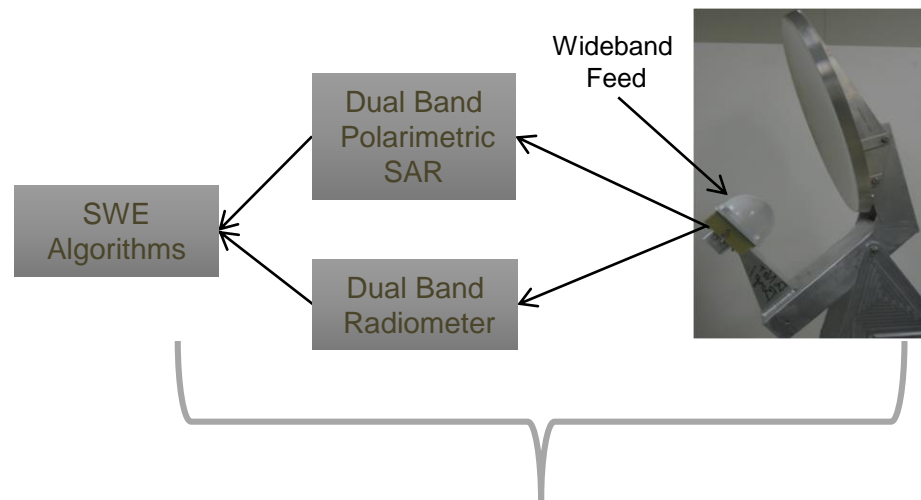 Wideband
Feed
Dual Band
Polarimetric
SAR
SWE
Algorithms
Dual Band
Radiometer